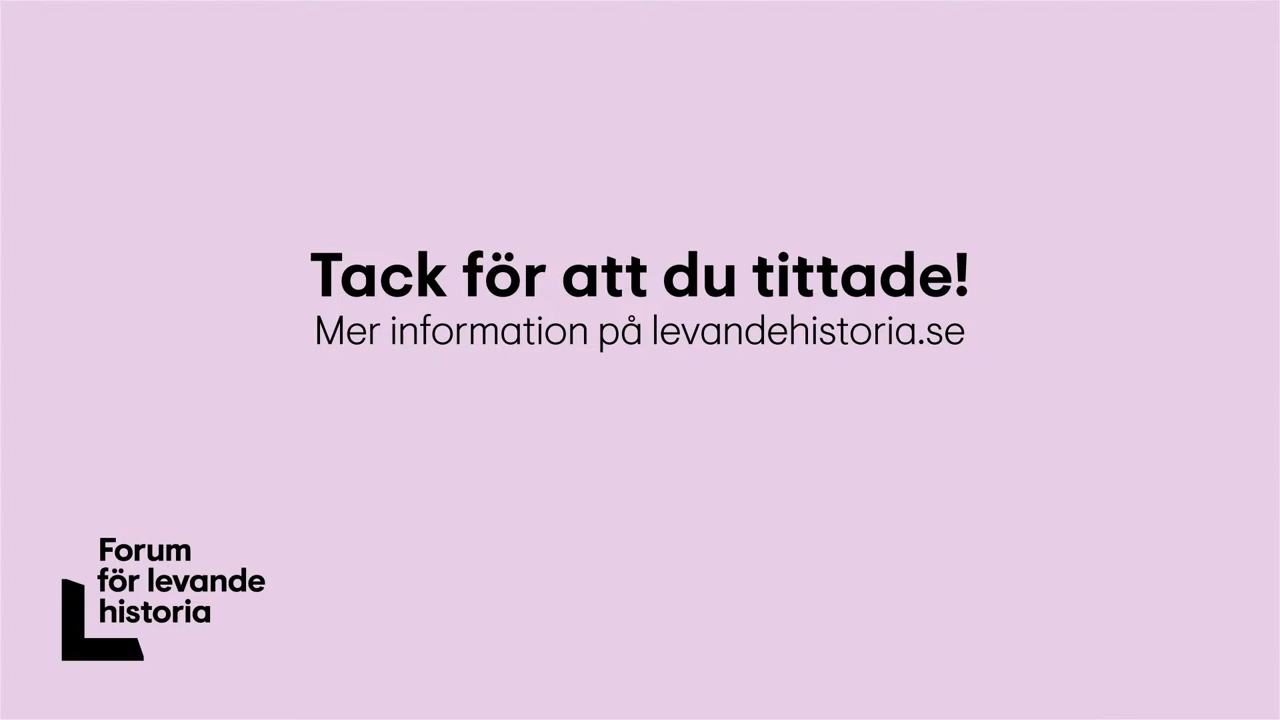 Tack för att du tittade!
Mer information på levandehistoria.se
Forum
för levande
historia